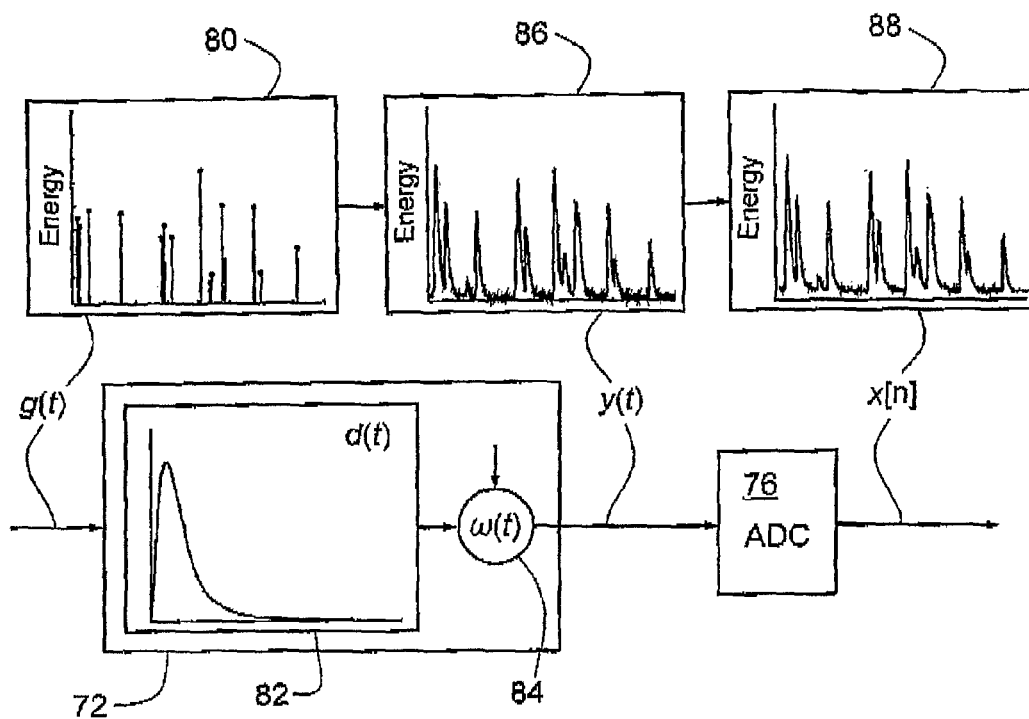 80
86
88
Energy
Energy
Energy
g(t)
y(t)
x[n]
d(t)
ω(t)
76
ADC
72
82
84